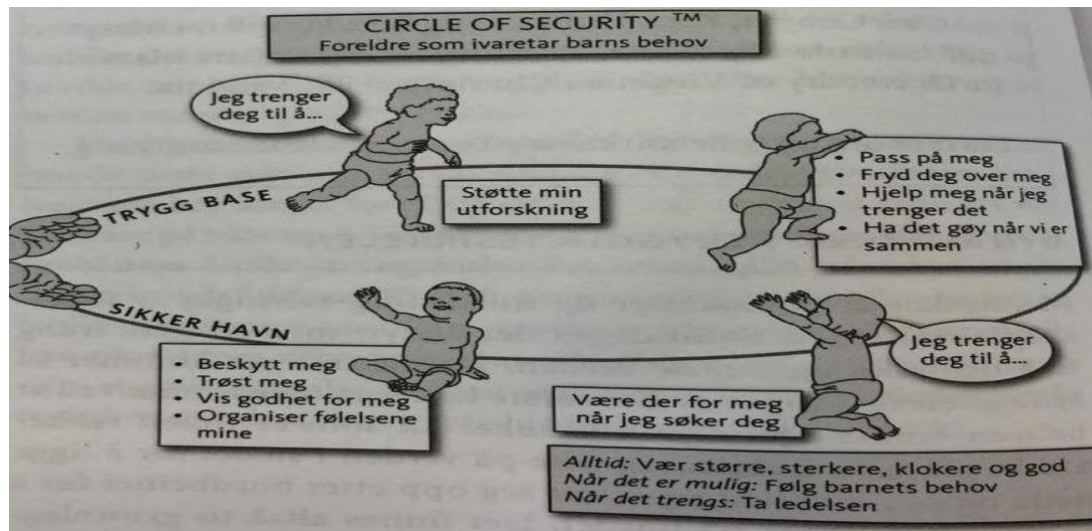 CIRCLE OF SECURITY ™
Foreldre som ivaretar barns behov
Jeg trenger
deg til å...
TRYGG BASE
Støtte min
utforskning
• Pass på meg
• Fryd deg over meg
• Hjelp meg når jeg
trenger det
• Ha det gøy når vi er
sammen
SIKKER HAVN
• Beskytt meg
• Trøst meg
• Vis godhet for meg
• Organiser følelsene
mine
Være der for meg
når jeg søker deg
Jeg trenger
deg til å...
Alltid: Vær større, sterkere, klokere og god
Når det er mulig: Følg barnets behov
Når det trengs: Ta ledelsen